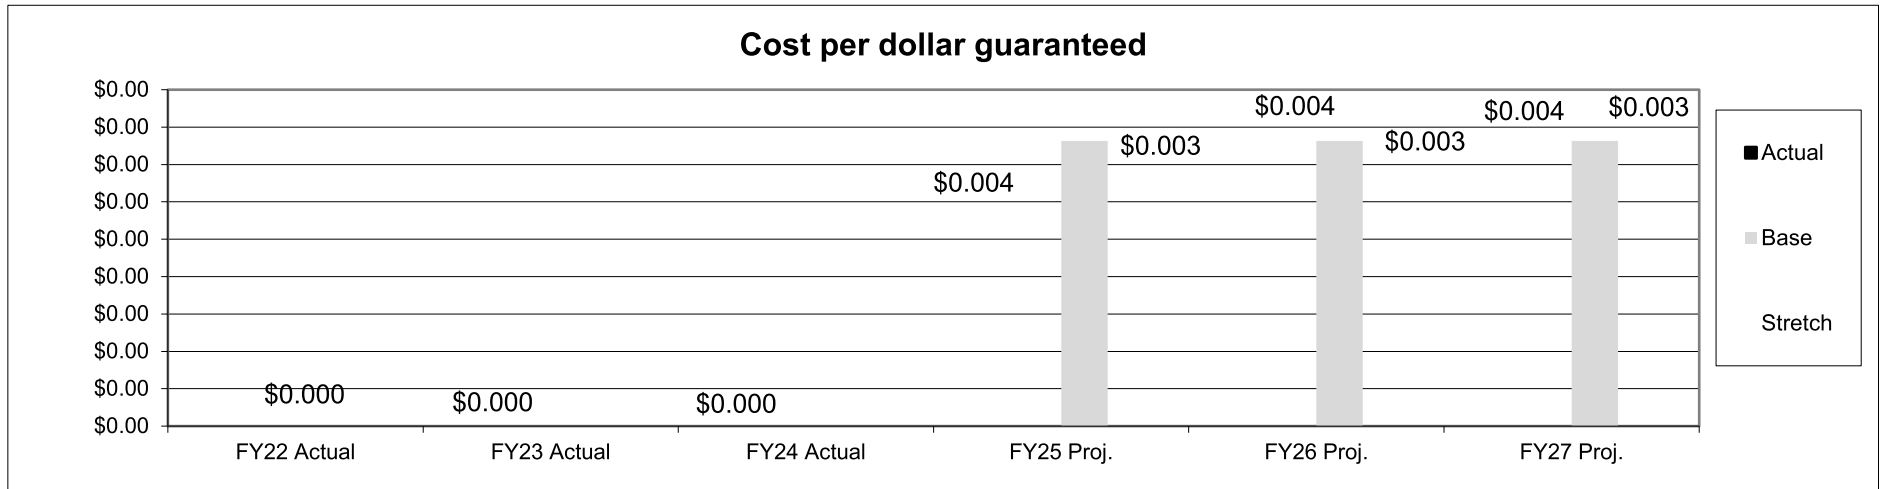 Cost per dollar guaranteed
$0.00
$0.00
$0.00
$0.00
$0.00
$0.00
$0.00
$0.00
$0.00
$0.00
$0.000
$0.000
$0.000
$0.004
$0.003
$0.004
$0.003
$0.004
$0.003
FY22 Actual
FY23 Actual
FY24 Actual
FY25 Proj.
FY26 Proj.
FY27 Proj.
Actual
Base
Stretch